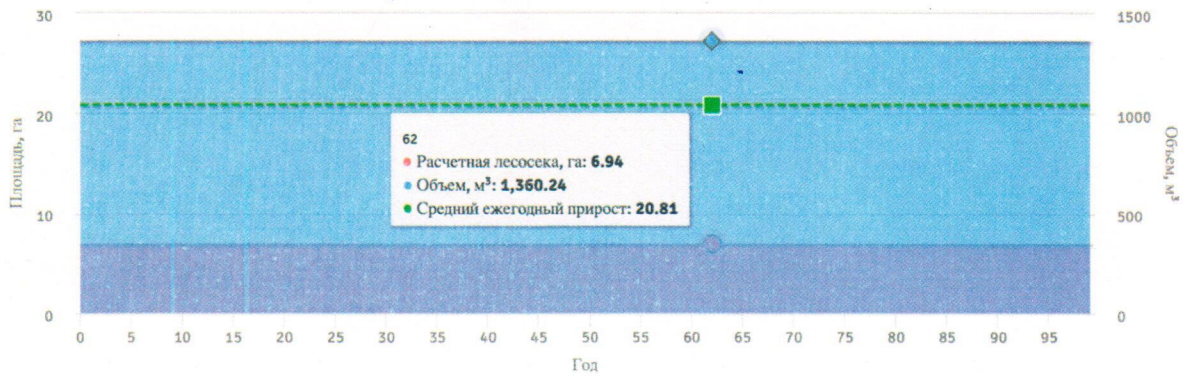 30
20
10
0
Площадь, га
1500
1000
500
0
Объем, м³
62
Расчетная лесосека, га: 6.94
Объем, м³: 1,360.24
Средний ежегодный прирост: 20.81
0 5 10 15 20 25 30 35 40 45 50 55 60 65 70 75 80 85 90 95
Год